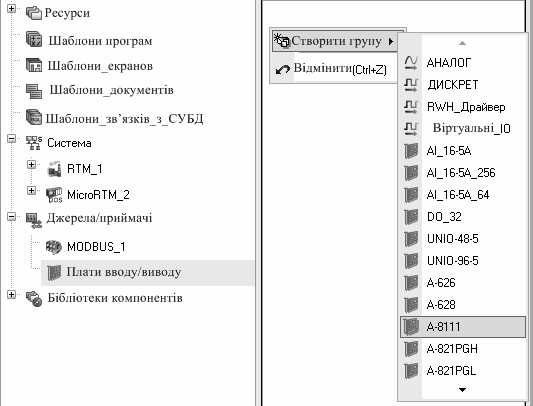 Ресурси
Шаблони програм
Шаблони_екранов
Шаблони_документів
Шаблони_зв’язків_з_СУБД
Система
RTM_1
MicroRTM_2
Джерела/приймачі
MODBUS_1
Плати вводу/виводу
Бібліотеки компонентів
Створити групу
Відмінити(Ctrl+Z)
АНАЛОГ
ДИСКРЕТ
RWH_Драйвер
Віртуальні_IO
AI_16-5A
AI_16-5A_256
AI_16-5A_64
DO_32
UNIO-48-5
UNIO-96-5
A-626
A-628
A-8111
A-821PGH
A-821PGL